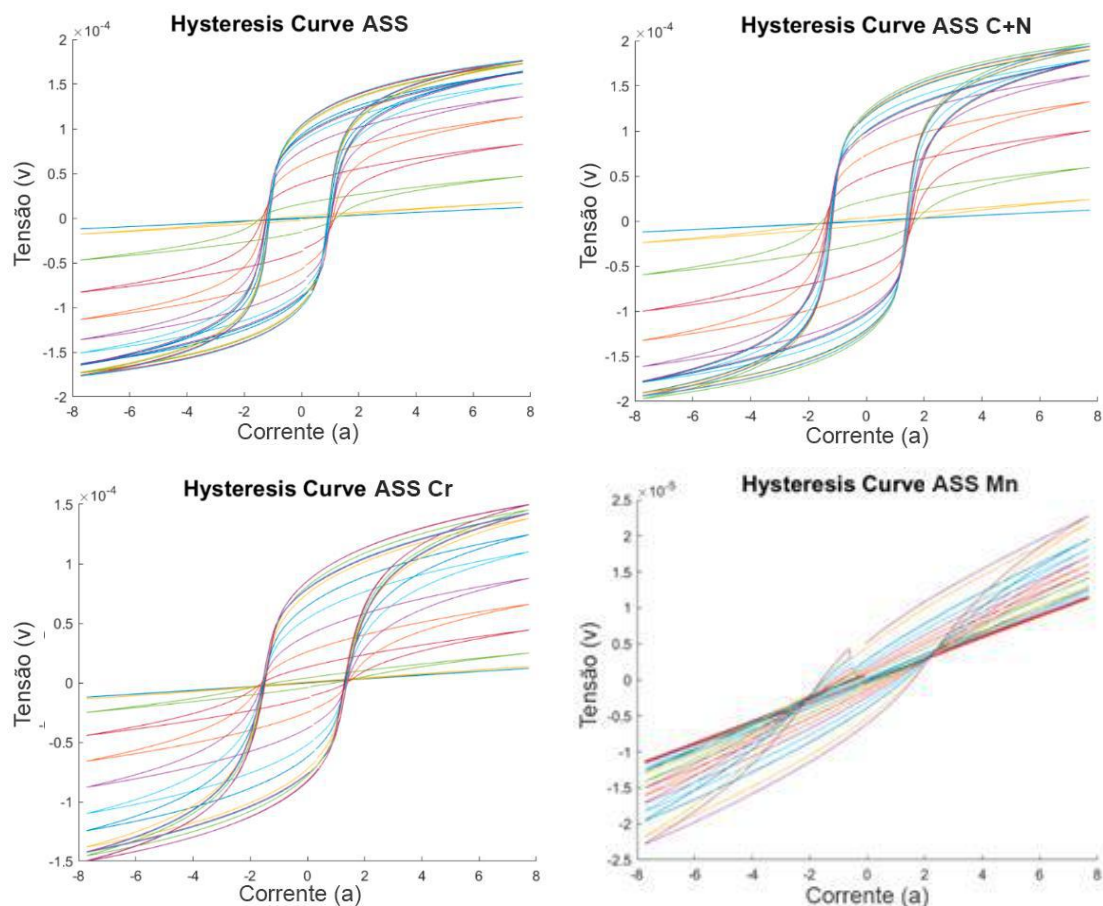 Hysteresis Curve ASS
×10⁻⁴
2
1.5
1
0.5
0
-0.5
-1
-1.5
-2
-8 -6 -4 -2 0 2 4 6 8
Tensão (v)
Corrente (a)
Hysteresis Curve ASS C+N
×10⁻⁴
2
1.5
1
0.5
0
-0.5
-1
-1.5
-2
-8 -6 -4 -2 0 2 4 6 8
Tensão (v)
Corrente (a)
Hysteresis Curve ASS Cr
×10⁻⁴
1.5
1
0.5
0
-0.5
-1
-1.5
-8 -6 -4 -2 0 2 4 6 8
Tensão (v)
Corrente (a)
Hysteresis Curve ASS Mn
×10⁻⁵
2.5
2
1.5
1
0.5
0
-0.5
-1
-1.5
-2
-2.5
-8 -6 -4 -2 0 2 4 6 8
Tensão (v)
Corrente (a)